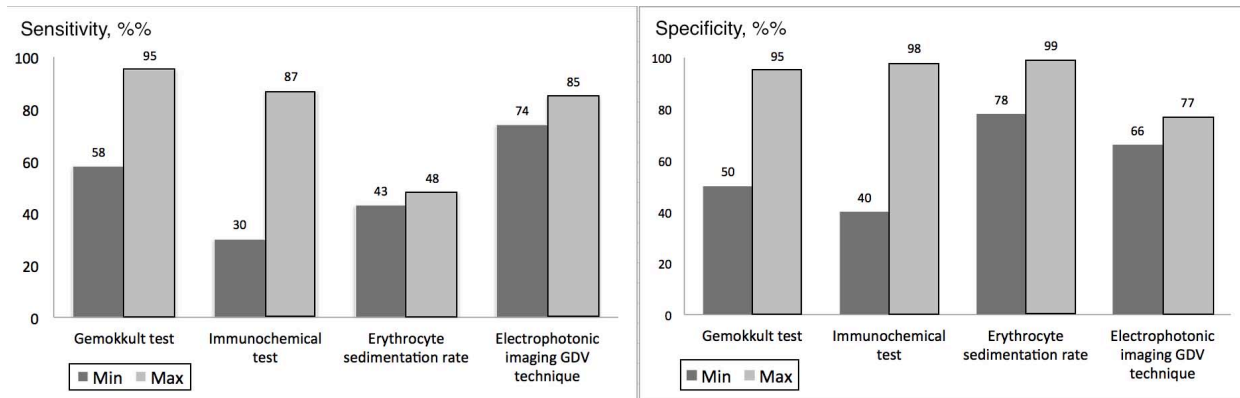 Sensitivity, %%
100
80
60
40
20
0
95
58
87
30
43
48
74
85
Gemokkult test
Immunochemical
test
Erythrocyte
sedimentation rate
Electrophotonic
imaging GDV
technique
Min Max
Specificity, %%
100
80
60
40
20
0
95
50
98
40
99
78
66
77
Gemokkult test
Immunochemical
test
Erythrocyte
sedimentation rate
Electrophotonic
imaging GDV
technique
Min Max